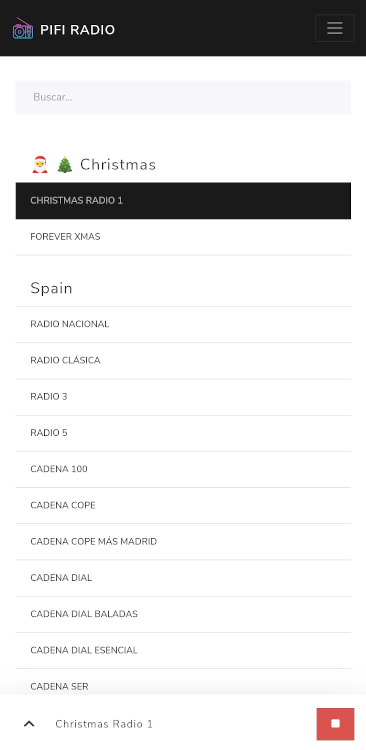 PIFI RADIO
Buscar...
Christmas
CHRISTMAS RADIO 1
FOREVER XMAS
Spain
RADIO NACIONAL
RADIO CLÁSICA
RADIO 3
RADIO 5
CADENA 100
CADENA COPE
CADENA COPE MÁS MADRID
CADENA DIAL
CADENA DIAL BALADAS
CADENA DIAL ESENCIAL
CADENA SER
Christmas Radio 1